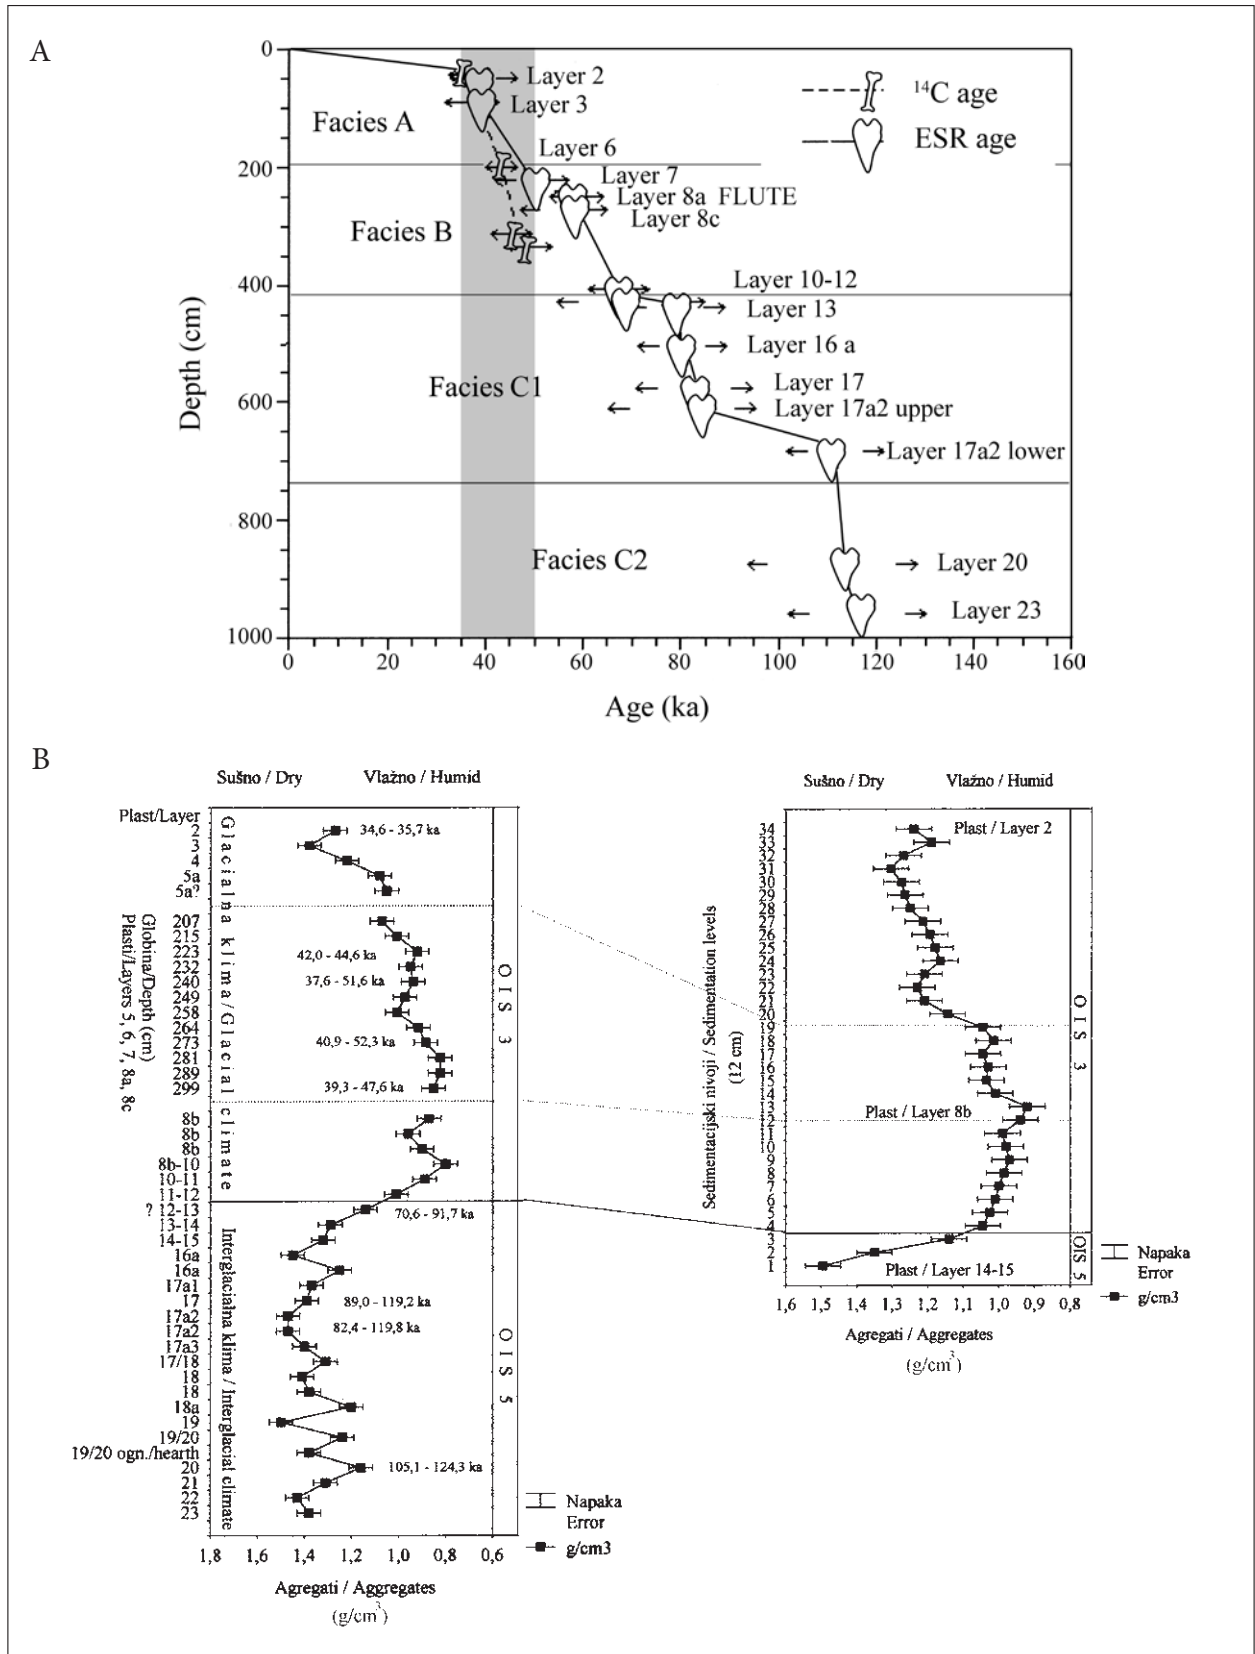 A
0
200
400
600
800
1000
Depth (cm)
0
20
40
60
80
100
120
140
160
Age (ka)
Facies A
Facies B
Facies C1
Facies C2
Layer 2
Layer 3
Layer 6
Layer 7
Layer 8a FLUTE
Layer 8c
Layer 10-12
Layer 13
Layer 16 a
Layer 17
Layer 17a2 upper
Layer 17a2 lower
Layer 20
Layer 23
14C age
ESR age
B
Sušno / Dry Vlažno / Humid
Plast/Layer
2
3
4
5a
5a?
207
215
223
232
240
249
258
264
273
281
289
299
8b
8b
8b
8b-10
10-11
11-12
? 12-13
13-14
14-15
16a
16a
17a1
17
17a2
17a2
17a3
17/18
18
18
18a
19
19/20
19/20 ogn./hearth
20
21
22
23
Globina/Depth (cm)
Plasti/Layers 5, 6, 7, 8a, 8c
Glacialna klima/Glacial climate
Interglacialna klima / Interglacial climate
34,6 - 35,7 ka
42,0 - 44,6 ka
37,6 - 51,6 ka
40,9 - 52,3 ka
39,3 - 47,6 ka
70,6 - 91,7 ka
89,0 - 119,2 ka
82,4 - 119,8 ka
105,1 - 124,3 ka
OIS 3
OIS 5
1,8 1,6 1,4 1,2 1,0 0,8 0,6
Agregati / Aggregates
(g/cm3)
Napaka
Error
g/cm3
Sušno / Dry Vlažno / Humid
Sedimentacijski nivoji / Sedimentation levels
(12 cm)
34
33
32
31
30
29
28
27
26
25
24
23
22
21
20
19
18
17
16
15
14
13
12
11
10
9
8
7
6
5
4
3
2
1
Plast / Layer 2
Plast / Layer 8b
Plast / Layer 14-15
OIS 3
OIS 5
1,6 1,5 1,4 1,2 1,1 1,0 0,9 0,8
Agregati / Aggregates
(g/cm3)
Napaka
Error
g/cm3